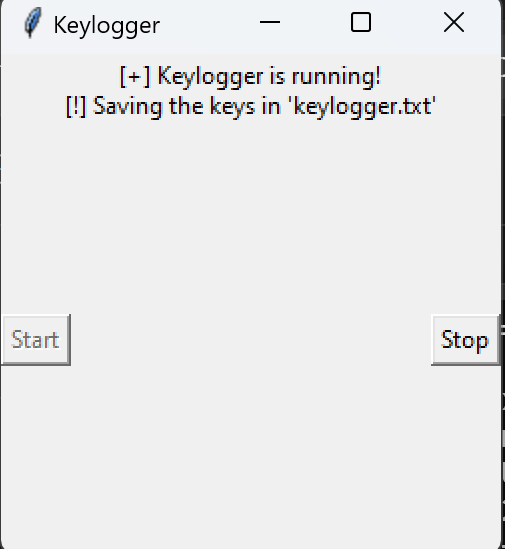 Keylogger
[+] Keylogger is running!
[!] Saving the keys in 'keylogger.txt'
Start
Stop